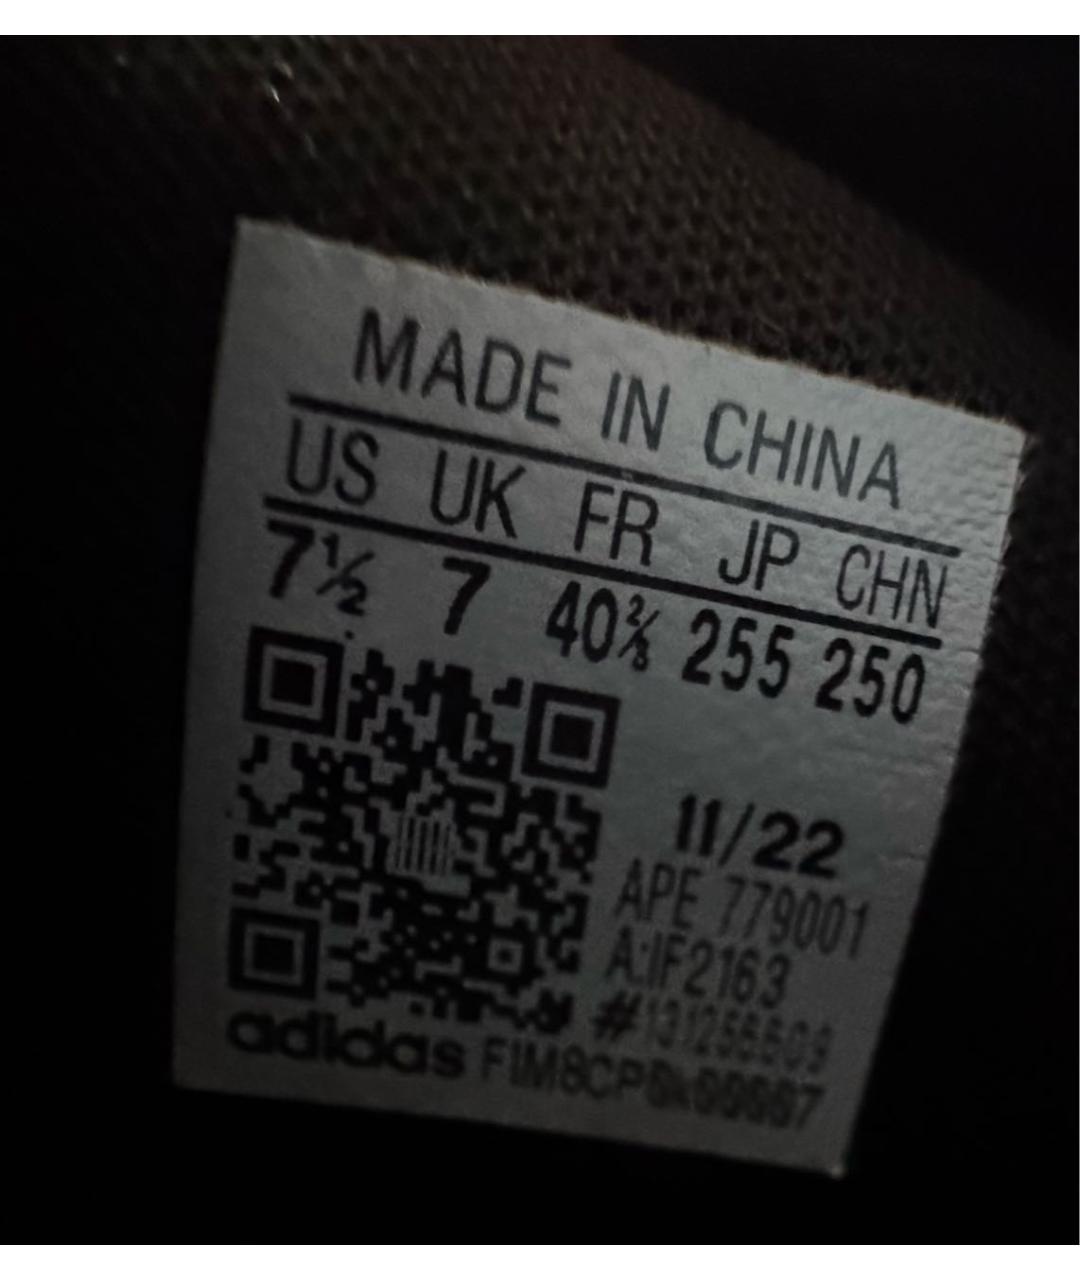 MADE IN CHINA
US UK FR JP CHN
7½ 7 40⅔ 255 250
11/22
APE 779001
A:IF2163
adidas